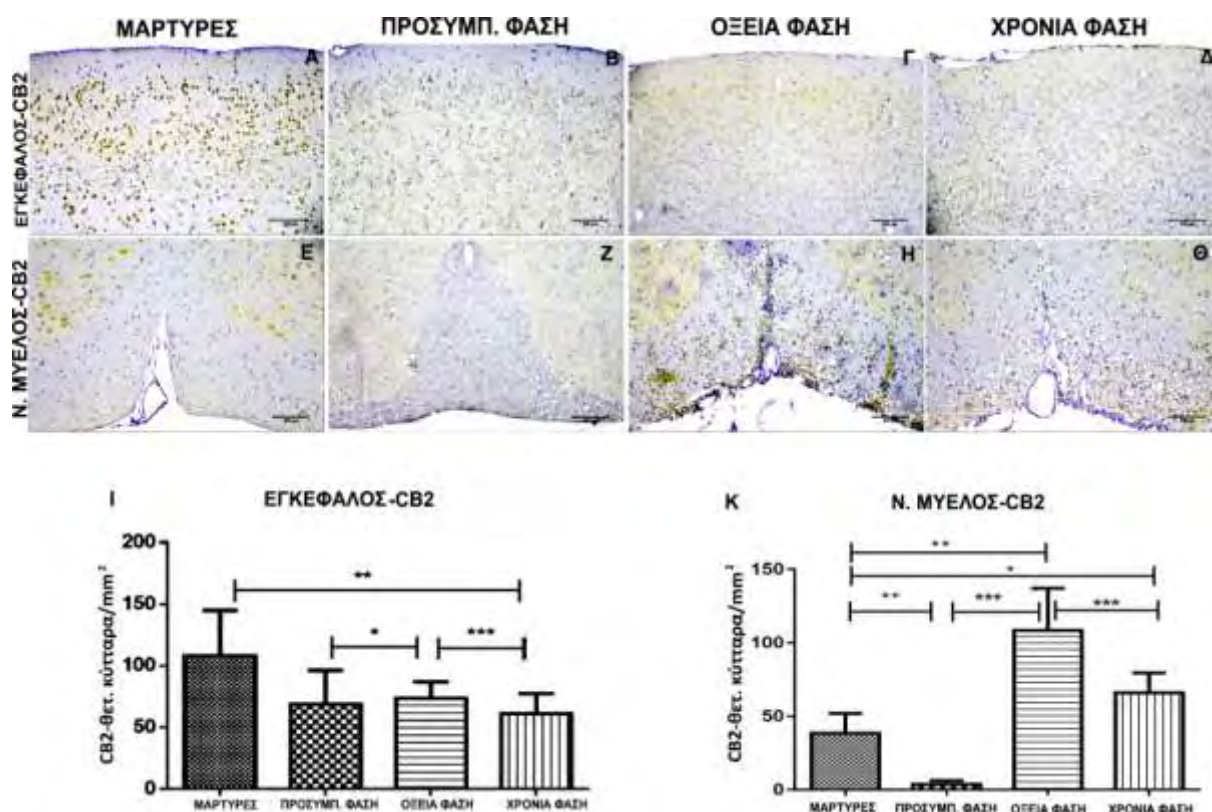 ΜΑΡΤΥΡΕΣ ΠΡΟΣΥΜΠ. ΦΑΣΗ ΟΞΕΙΑ ΦΑΣΗ ΧΡΟΝΙΑ ΦΑΣΗ
ΕΓΚΕΦΑΛΟΣ-CB2
Α Β Γ Δ
Ν. ΜΥΕΛΟΣ-CB2
Ε Ζ Η Θ
Ι ΕΓΚΕΦΑΛΟΣ-CB2
CB2-θετ. κύτταρα/mm²
200
150
100
50
0
** * ***
ΜΑΡΤΥΡΕΣ ΠΡΟΣΥΜΠ. ΦΑΣΗ ΟΞΕΙΑ ΦΑΣΗ ΧΡΟΝΙΑ ΦΑΣΗ
Κ Ν. ΜΥΕΛΟΣ-CB2
CB2-θετ. κύτταρα/mm²
150
100
50
0
** * ** *** ***
ΜΑΡΤΥΡΕΣ ΠΡΟΣΥΜΠ. ΦΑΣΗ ΟΞΕΙΑ ΦΑΣΗ ΧΡΟΝΙΑ ΦΑΣΗ